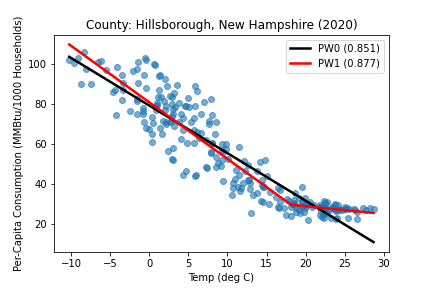 County: Hillsborough, New Hampshire (2020)
PW0 (0.851)
PW1 (0.877)
Per-Capita Consumption (MMBtu/1000 Households)
100
80
60
40
20
−10
−5
0
5
10
15
20
25
30
Temp (deg C)